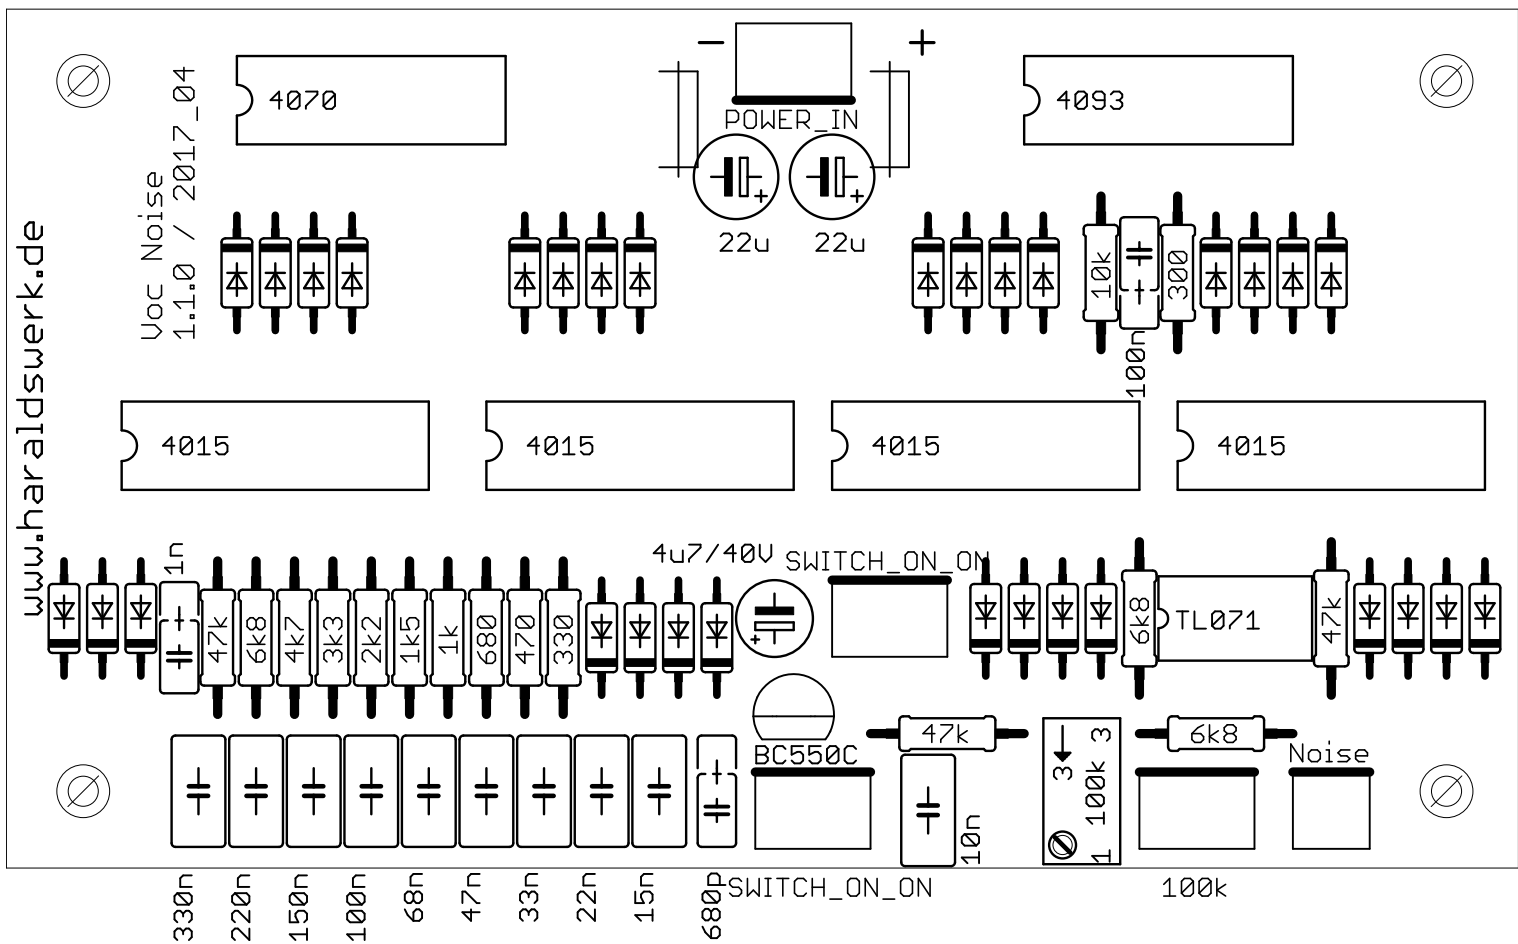 www.haraldswerk.de
Voc Noise
1.1.0 / 2017_04
4070
- +
POWER_IN
4093
22u 22u
10k
100n
300
4015 4015 4015 4015
1n
47k
6k8
4k7
3k3
2k2
1k5
1k
680
470
330
4u7/40V
+
SWITCH_ON_ON
6k8
TL071
47k
BC550C
47k
3 3
100k
1
6k8
Noise
10n
330n
220n
150n
100n
68n
47n
33n
22n
15n
680p
SWITCH_ON_ON
100k